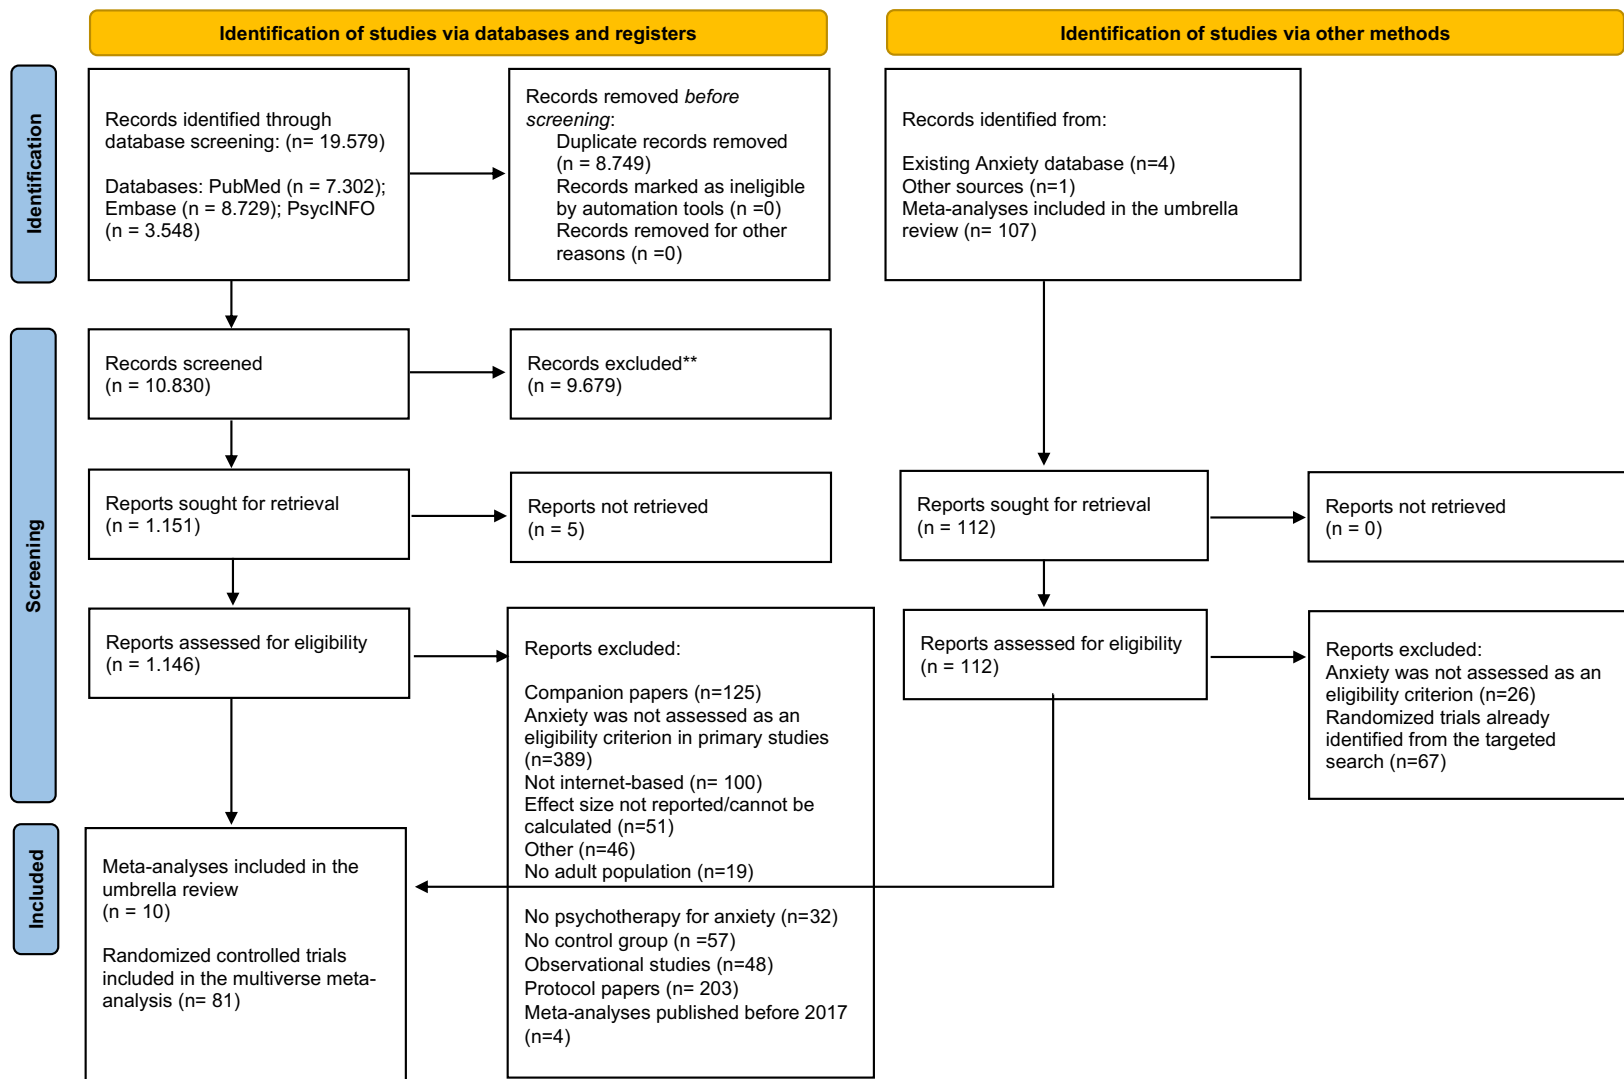 Identification of studies via databases and registers
Identification of studies via other methods
Identification
Records identified through
database screening: (n= 19.579)
Databases: PubMed (n = 7.302);
Embase (n = 8.729); PsycINFO
(n = 3.548)
Records removed before
screening:
Duplicate records removed
(n = 8.749)
Records marked as ineligible
by automation tools (n =0)
Records removed for other
reasons (n =0)
Records identified from:
Existing Anxiety database (n=4)
Other sources (n=1)
Meta-analyses included in the umbrella
review (n= 107)
Screening
Records screened
(n = 10.830)
Records excluded**
(n = 9.679)
Reports sought for retrieval
(n = 1.151)
Reports not retrieved
(n = 5)
Reports sought for retrieval
(n = 112)
Reports not retrieved
(n = 0)
Reports assessed for eligibility
(n = 1.146)
Reports excluded:
Companion papers (n=125)
Anxiety was not assessed as an
eligibility criterion in primary studies
(n=389)
Not internet-based (n= 100)
Effect size not reported/cannot be
calculated (n=51)
Other (n=46)
No adult population (n=19)
No psychotherapy for anxiety (n=32)
No control group (n =57)
Observational studies (n=48)
Protocol papers (n= 203)
Meta-analyses published before 2017
(n=4)
Reports assessed for eligibility
(n = 112)
Reports excluded:
Anxiety was not assessed as an
eligibility criterion (n=26)
Randomized trials already
identified from the targeted
search (n=67)
Included
Meta-analyses included in the
umbrella review
(n = 10)
Randomized controlled trials
included in the multiverse meta-
analysis (n= 81)